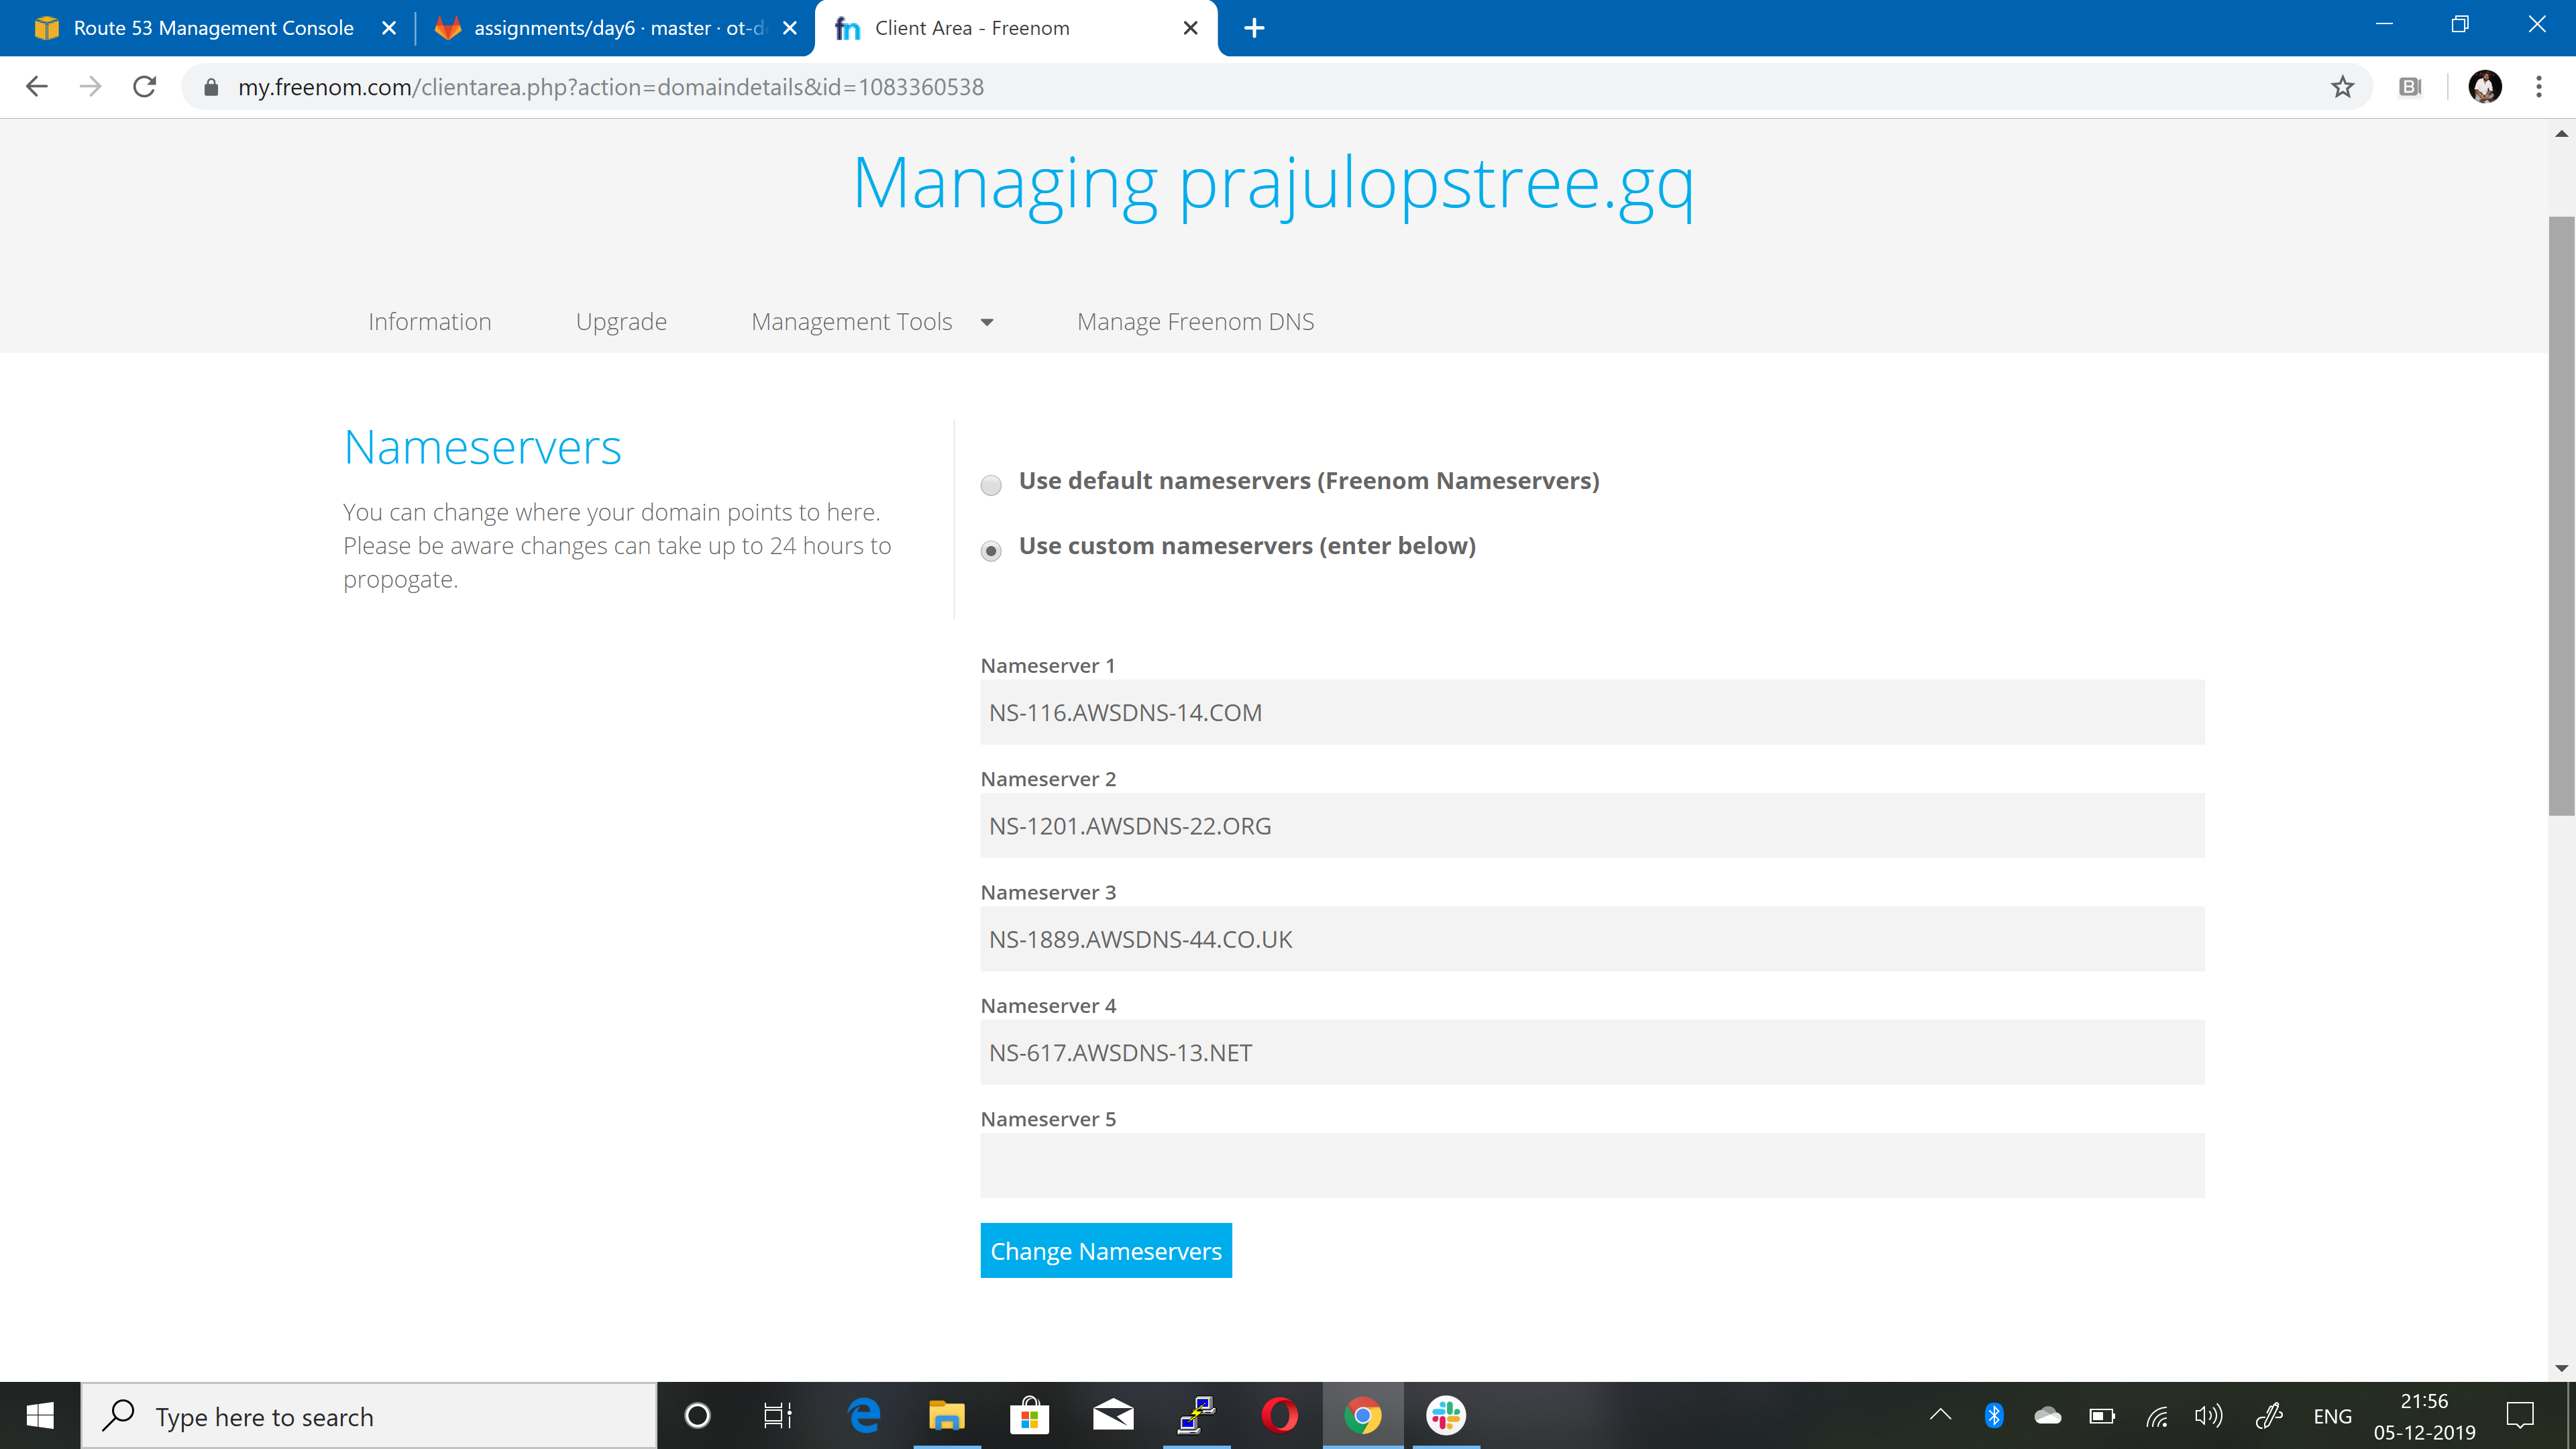 Route 53 Management Console
assignments/day6 · master · ot-d
Client Area - Freenom
my.freenom.com/clientarea.php?action=domaindetails&id=1083360538
Managing prajulopstree.gq
Information
Upgrade
Management Tools
Manage Freenom DNS
Nameservers
You can change where your domain points to here.
Please be aware changes can take up to 24 hours to
propogate.
Use default nameservers (Freenom Nameservers)
Use custom nameservers (enter below)
Nameserver 1
NS-116.AWSDNS-14.COM
Nameserver 2
NS-1201.AWSDNS-22.ORG
Nameserver 3
NS-1889.AWSDNS-44.CO.UK
Nameserver 4
NS-617.AWSDNS-13.NET
Nameserver 5
Change Nameservers
Type here to search
ENG
21:56
05-12-2019